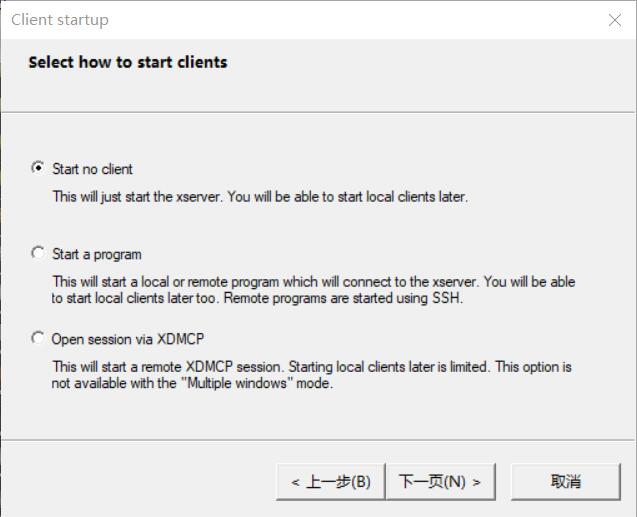 Client startup
Select how to start clients
Start no client
This will just start the xserver. You will be able to start local clients later.
Start a program
This will start a local or remote program which will connect to the xserver. You will be able
to start local clients later too. Remote programs are started using SSH.
Open session via XDMCP
This will start a remote XDMCP session. Starting local clients later is limited. This option is
not available with the "Multiple windows" mode.
< 上一步(B) 下一页(N) > 取消